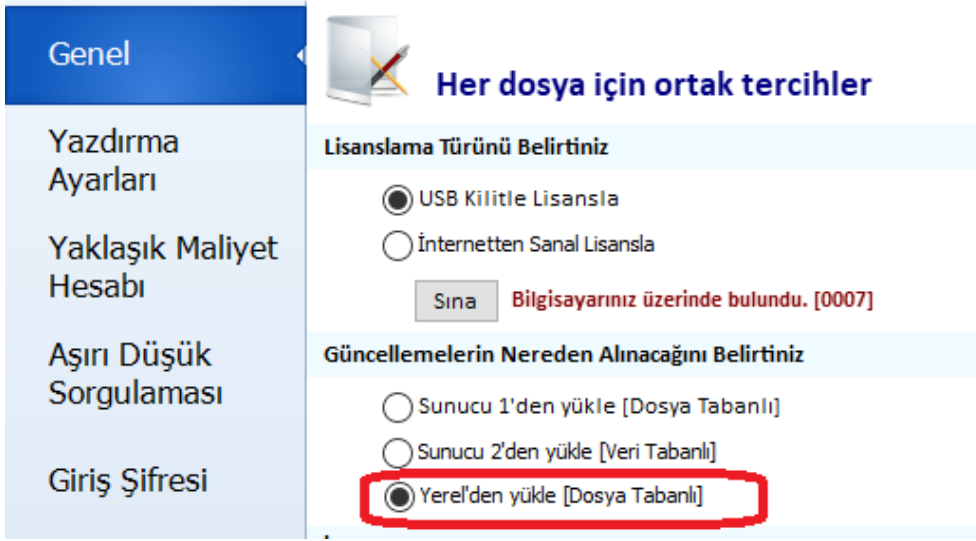 Genel
Yazdırma
Ayarları
Yaklaşık Maliyet
Hesabı
Aşırı Düşük
Sorgulaması
Giriş Şifresi
Her dosya için ortak tercihler
Lisanslama Türünü Belirtiniz
USB Kilitle Lisansla
İnternetten Sanal Lisansla
Sına Bilgisayarınız üzerinde bulundu. [0007]
Güncellemelerin Nereden Alınacağını Belirtiniz
Sunucu 1'den yükle [Dosya Tabanlı]
Sunucu 2'den yükle [Veri Tabanlı]
Yerel'den yükle [Dosya Tabanlı]